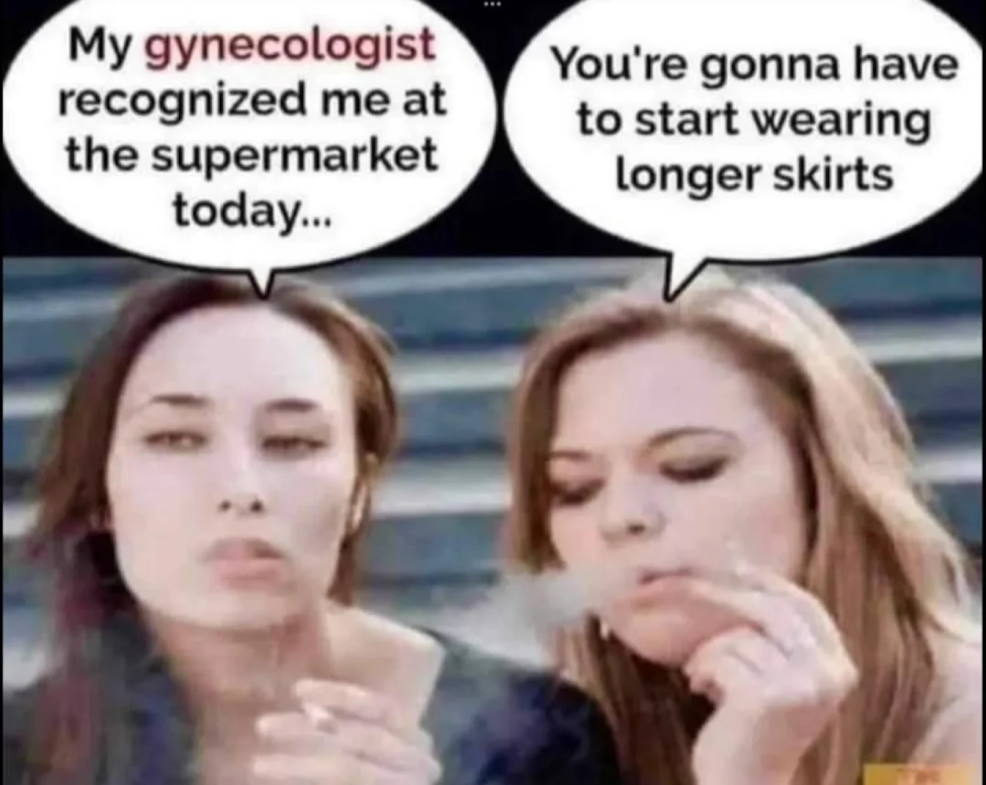 My gynecologist
recognized me at
the supermarket
today...
You're gonna have
to start wearing
longer skirts